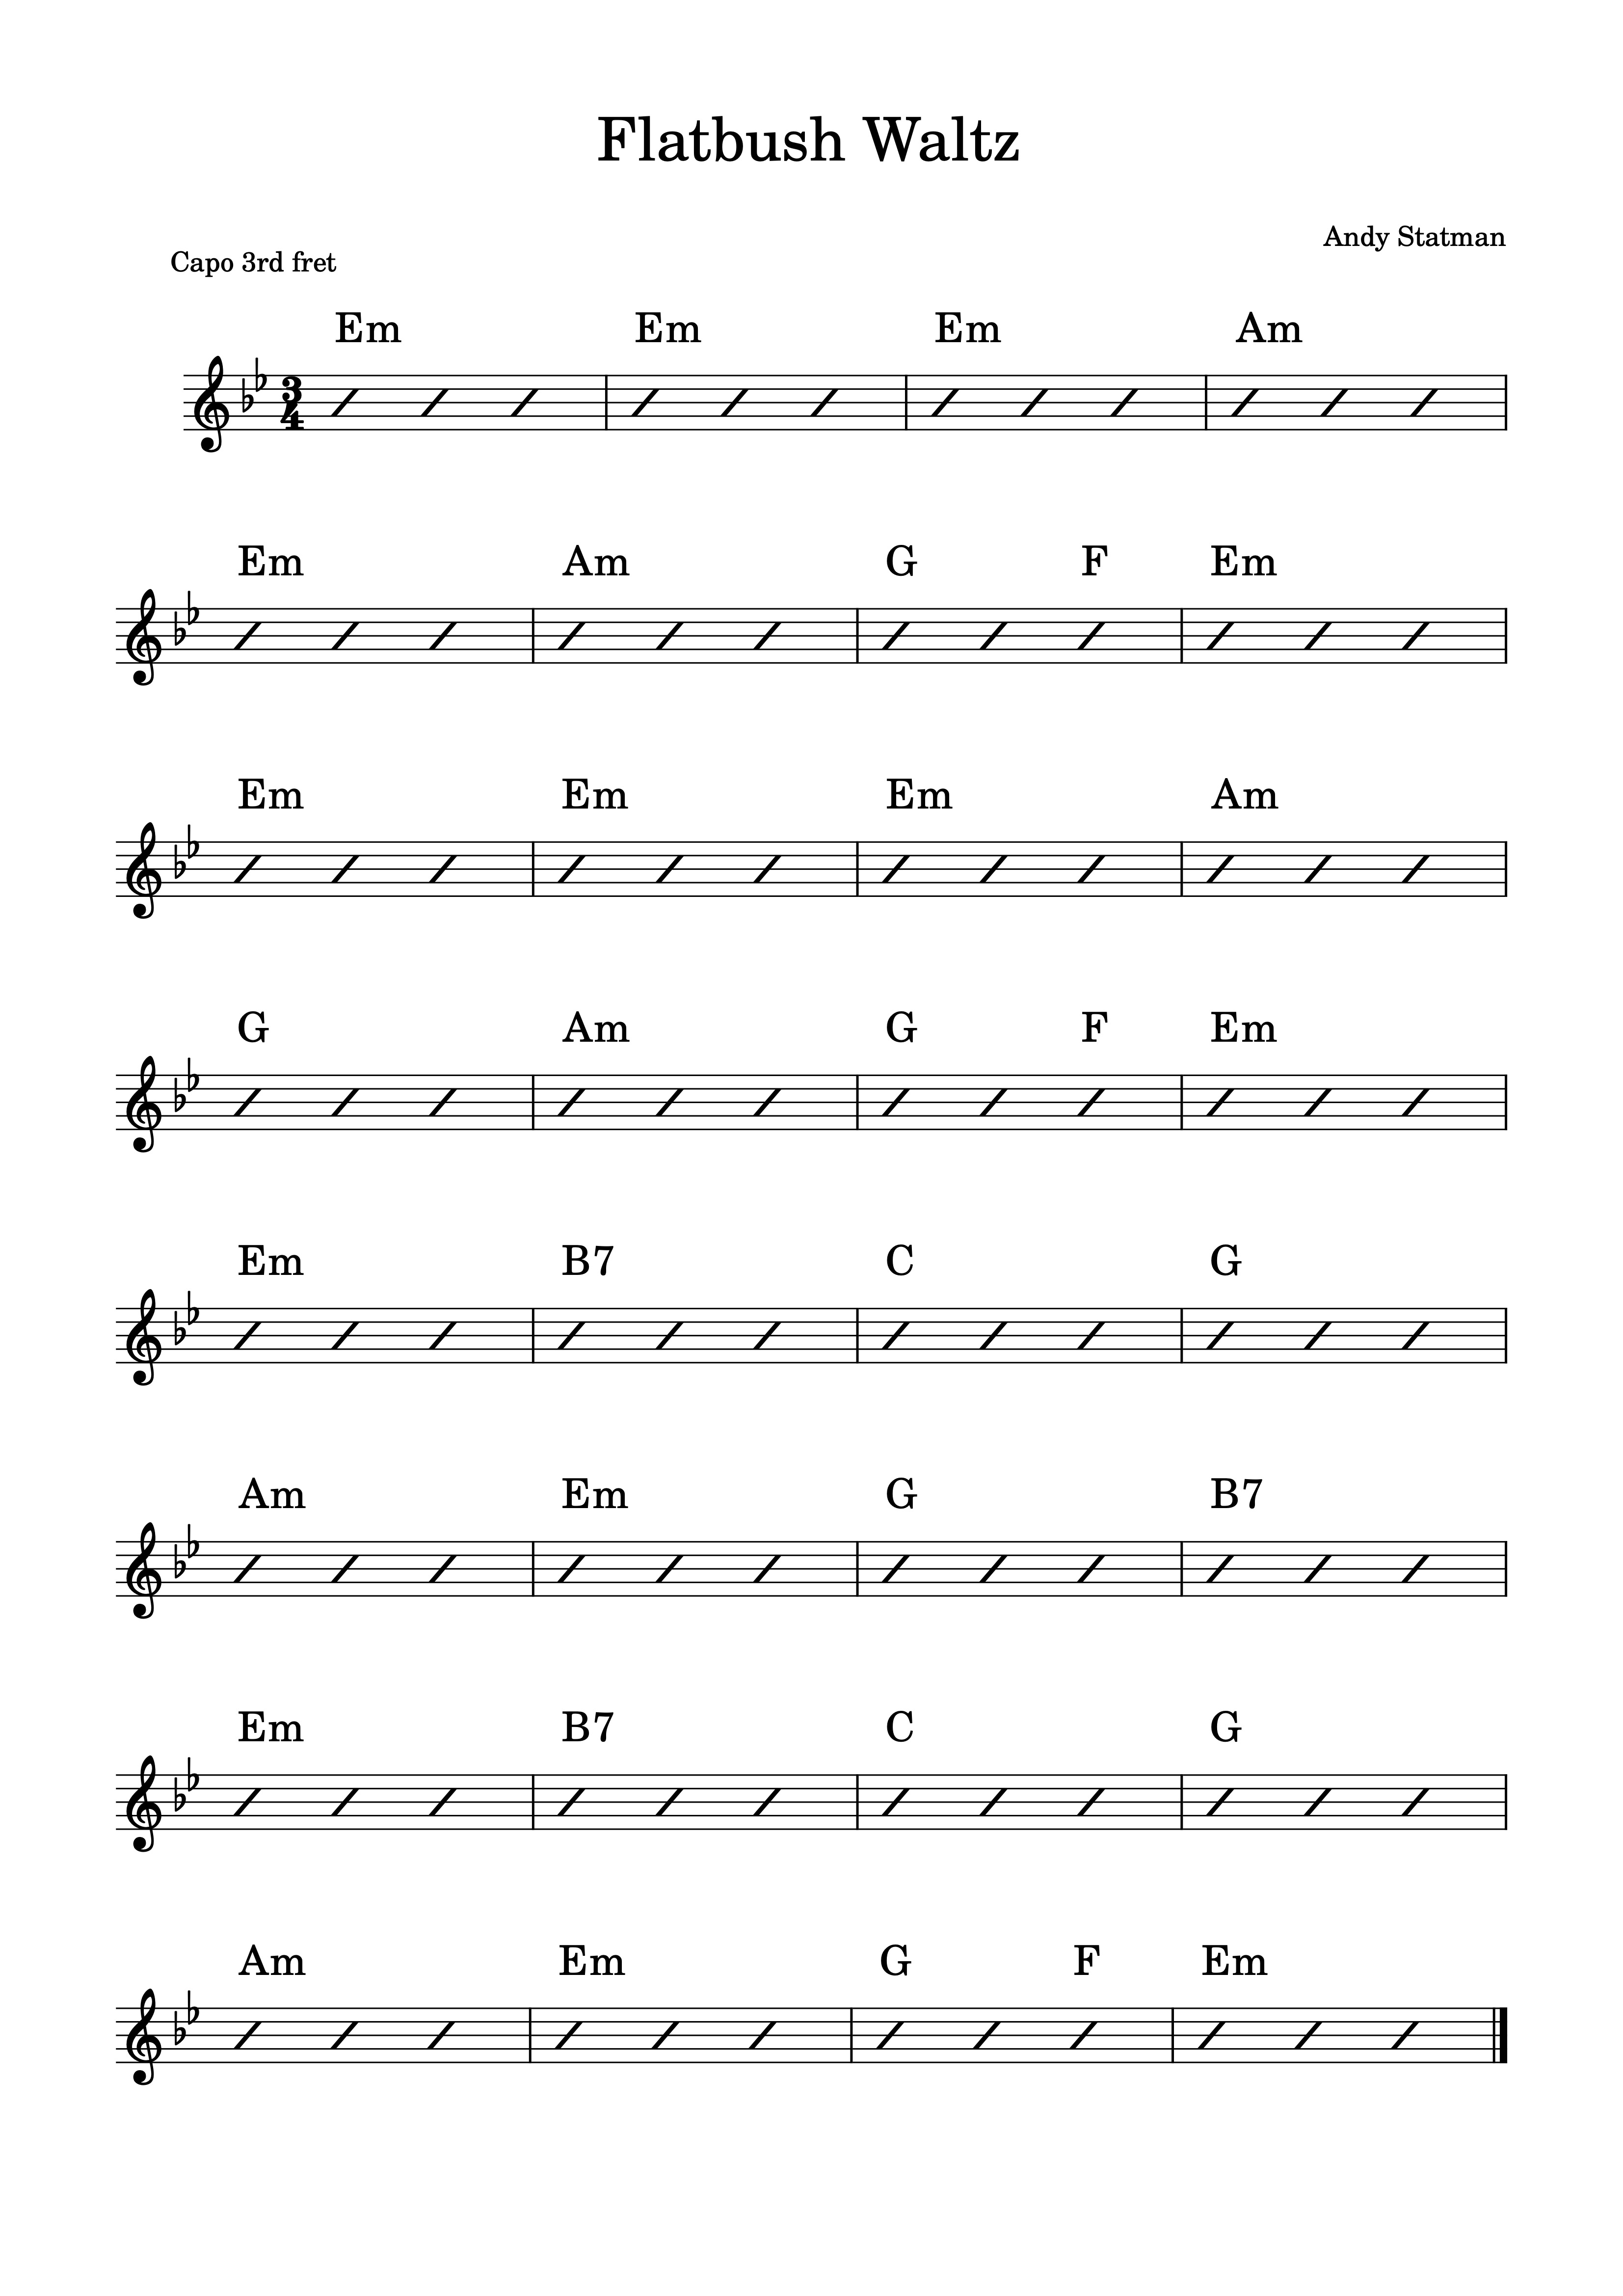 Flatbush Waltz
Andy Statman
Capo 3rd fret
Em Em Em Am
3
4
Em Am G F Em
Em Em Em Am
G Am G F Em
Em B7 C G
Am Em G B7
Em B7 C G
Am Em G F Em